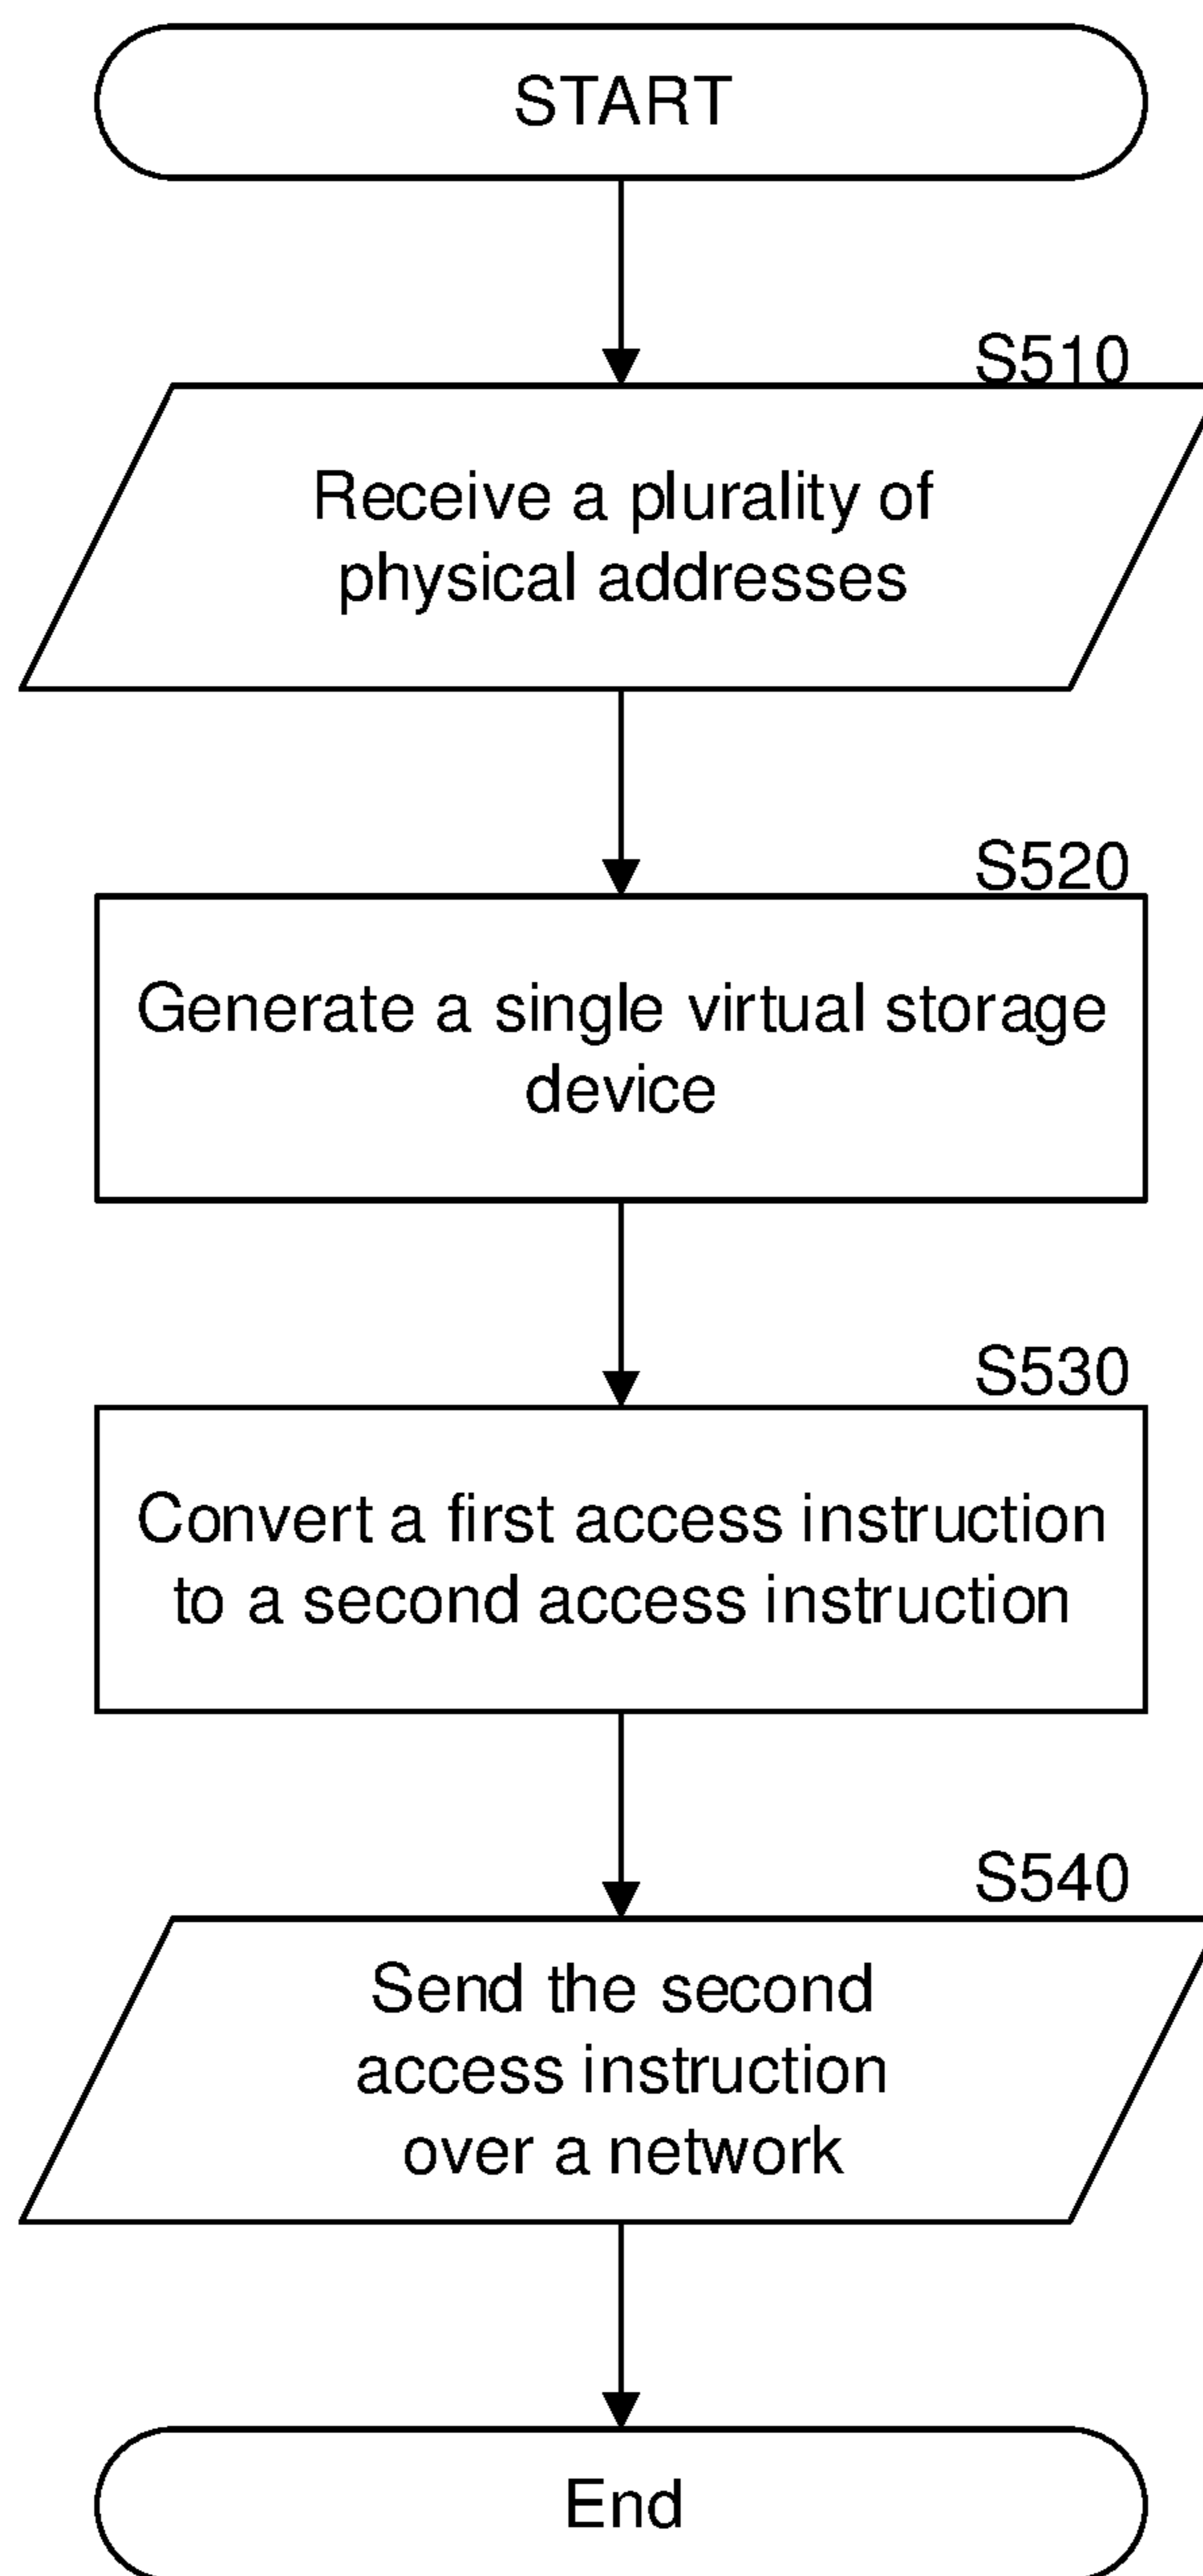 START
S510
Receive a plurality of
physical addresses
S520
Generate a single virtual storage
device
S530
Convert a first access instruction
to a second access instruction
S540
Send the second
access instruction
over a network
End